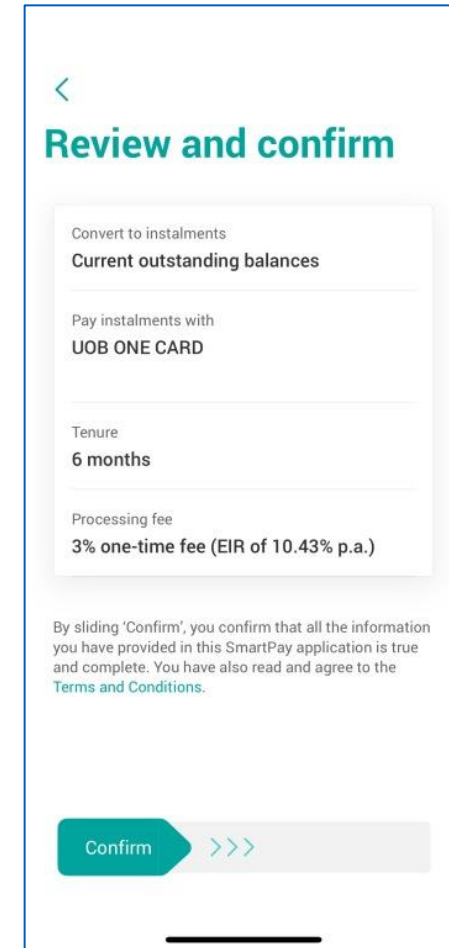 Review and confirm
Convert to instalments
Current outstanding balances
Pay instalments with
UOB ONE CARD
Tenure
6 months
Processing fee
3% one-time fee (EIR of 10.43% p.a.)
By sliding ‘Confirm’, you confirm that all the information
you have provided in this SmartPay application is true
and complete. You have also read and agree to the
Terms and Conditions.
Confirm